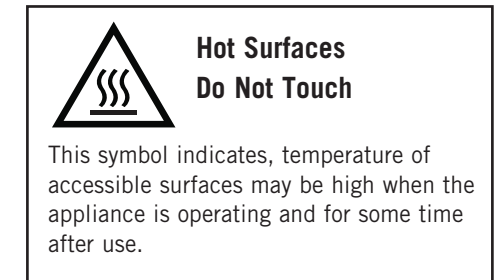 Hot Surfaces
Do Not Touch
This symbol indicates, temperature of
accessible surfaces may be high when the
appliance is operating and for some time
after use.